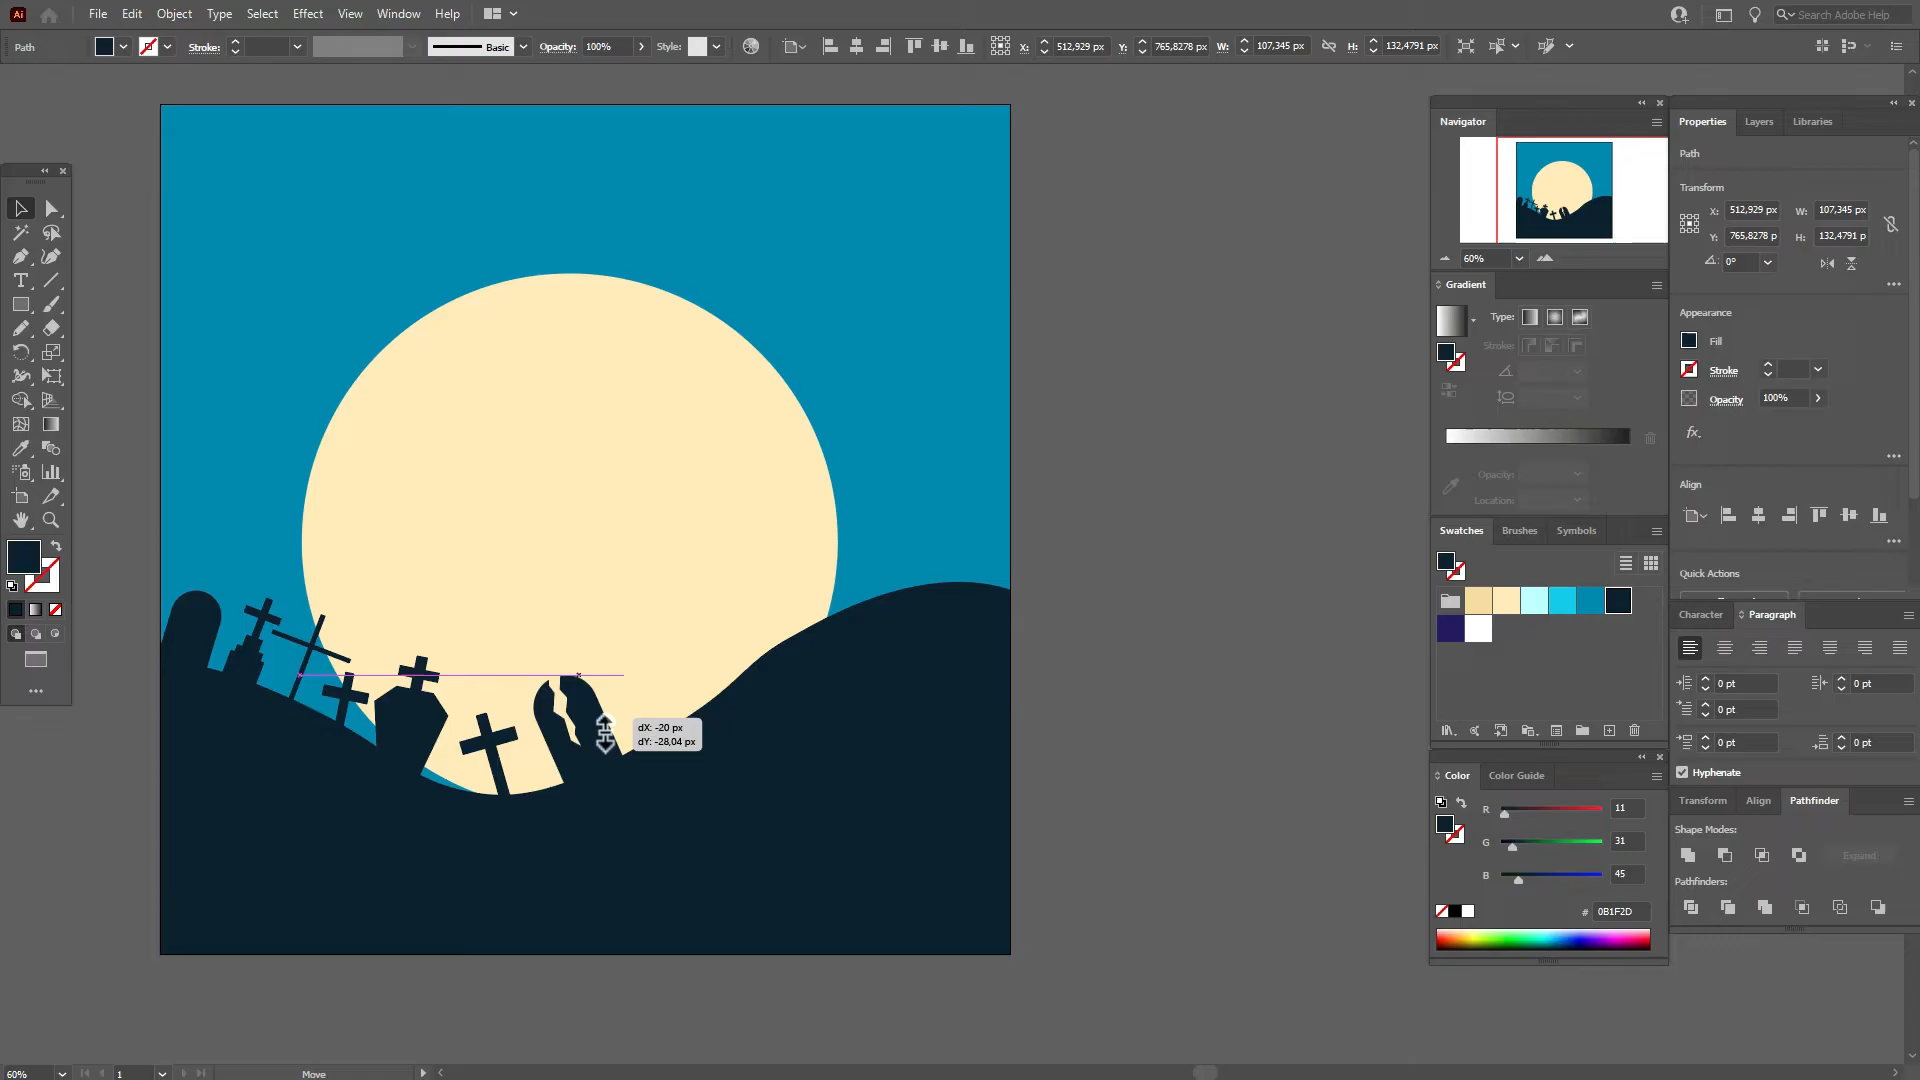 Ai File Edit Object Type Select Effect View Window Help Search Adobe Help
Path Stroke: Basic Opacity: 100% Style: X: 512,929 px Y: 765,8278 px W: 107,345 px H: 132,4791 px
Navigator
60%
Gradient
Type:
Stroke:
Opacity:
Location:
Swatches Brushes Symbols
Color Color Guide
R 11
G 31
B 45
# 0B1F2D
Properties Layers Libraries
Path
Transform
X: 512,929 px W: 107,345 px
Y: 765,8278 p H: 132,4791 p
0°
Appearance
Fill
Stroke
Opacity 100%
fx.
Align
Quick Actions
Character Paragraph
0 pt 0 pt
0 pt
0 pt 0 pt
Hyphenate
Transform Align Pathfinder
Shape Modes:
Expand
Pathfinders:
dX: -20 px
dY: -28,04 px
60% 1 Move